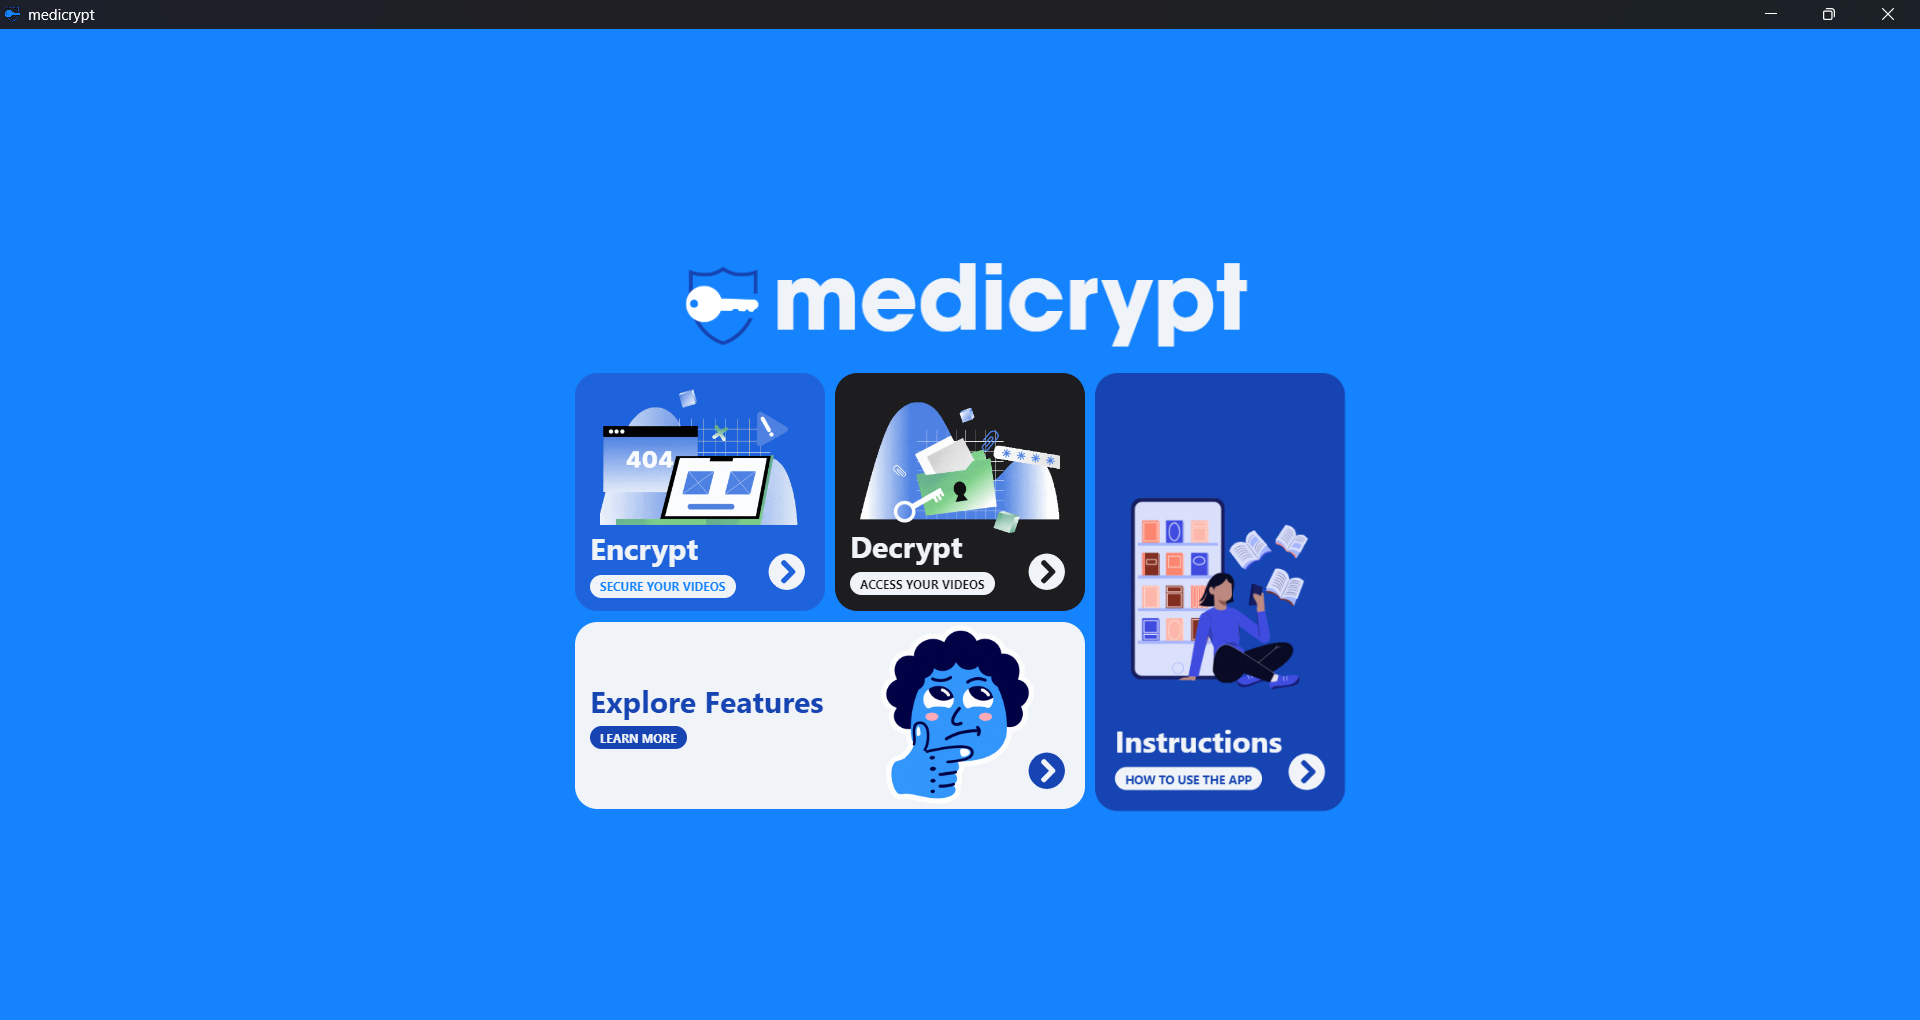 medicrypt
medicrypt
404
Encrypt
SECURE YOUR VIDEOS
****
Decrypt
ACCESS YOUR VIDEOS
Explore Features
LEARN MORE
Instructions
HOW TO USE THE APP